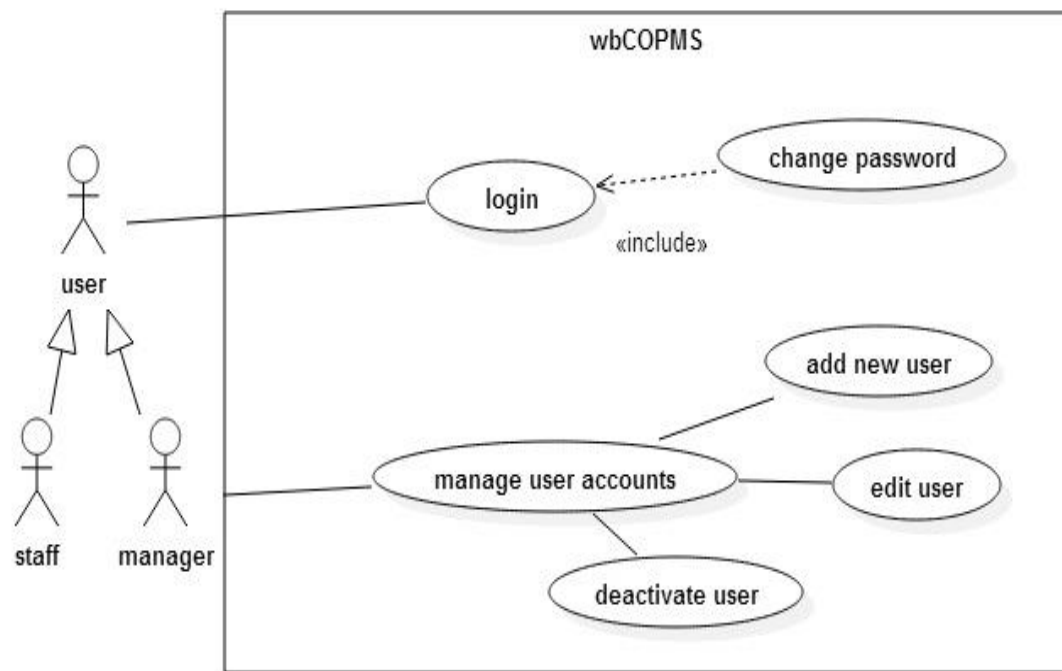 wbCOPMS
change password
login
«include»
user
add new user
manage user accounts
edit user
staff
manager
deactivate user